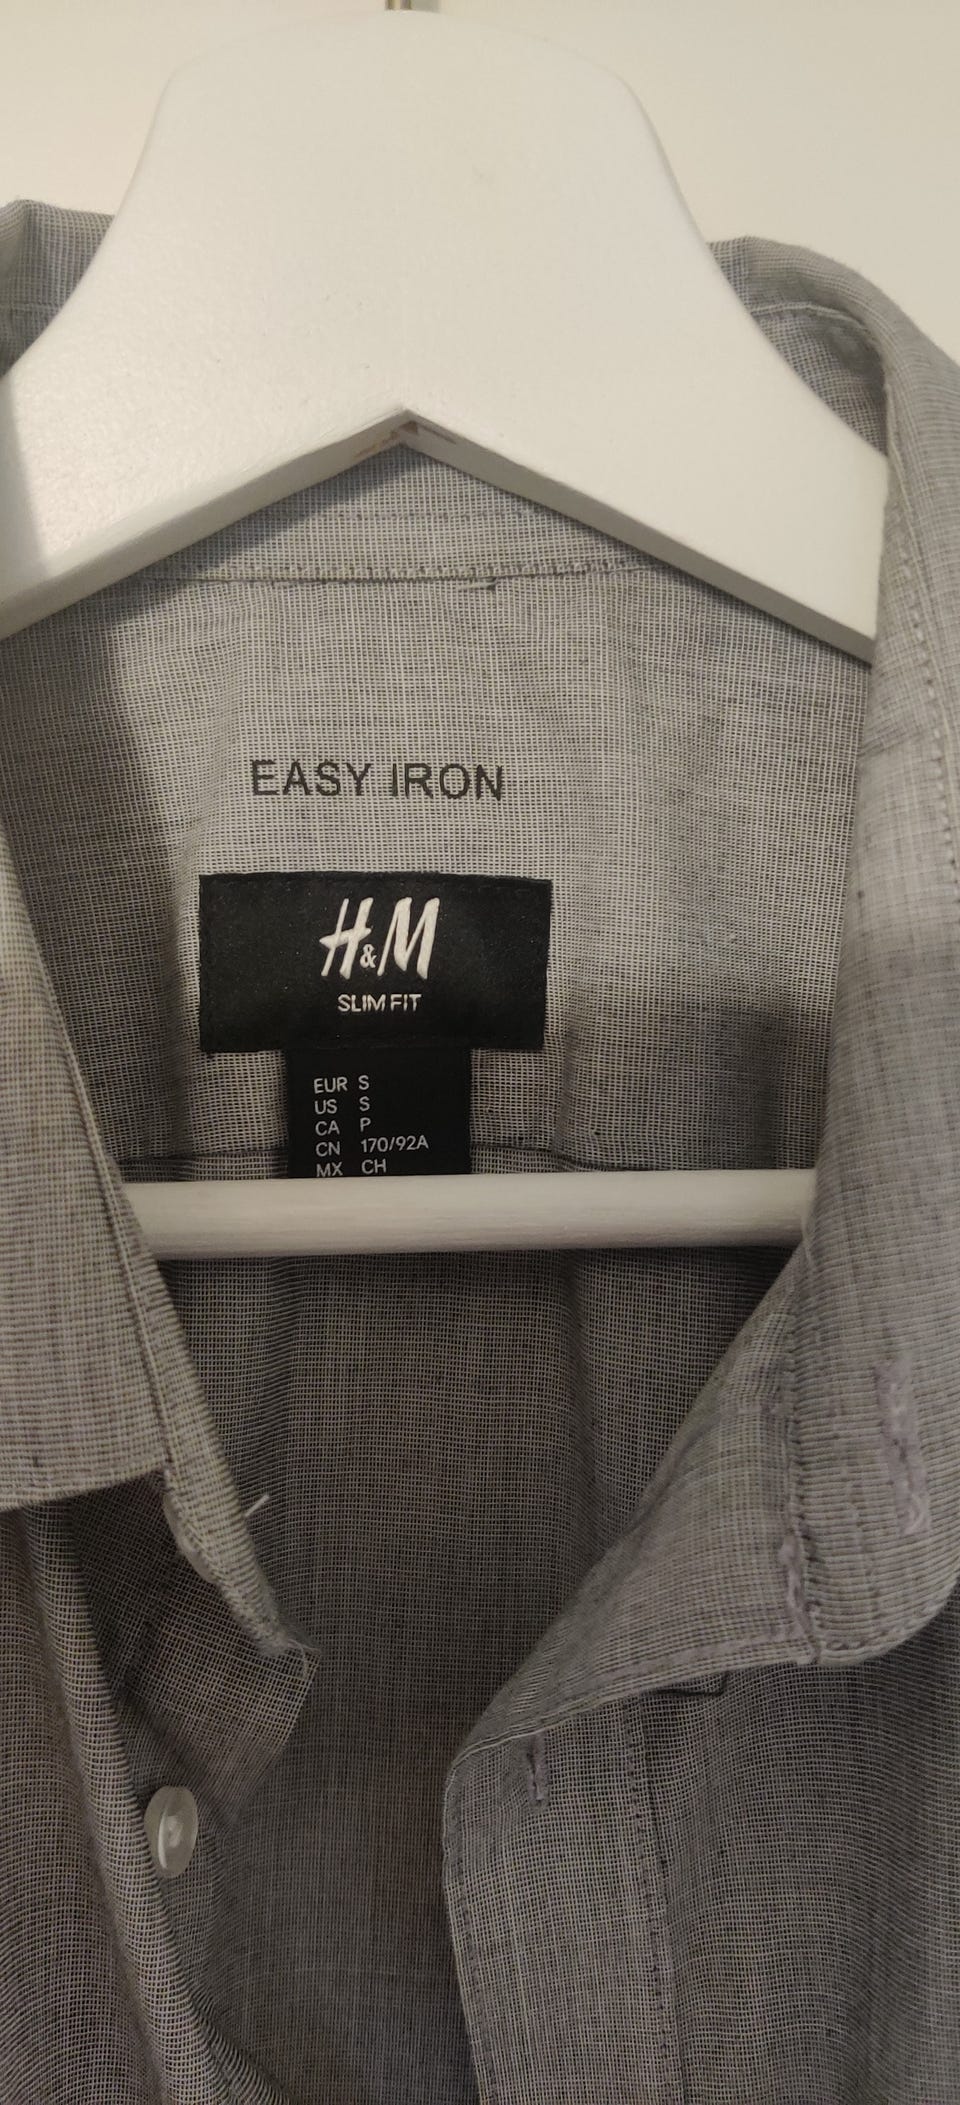 EASY IRON
H&M
SLIM FIT
EUR S
US S
CA P
CN 170/92A
MX CH